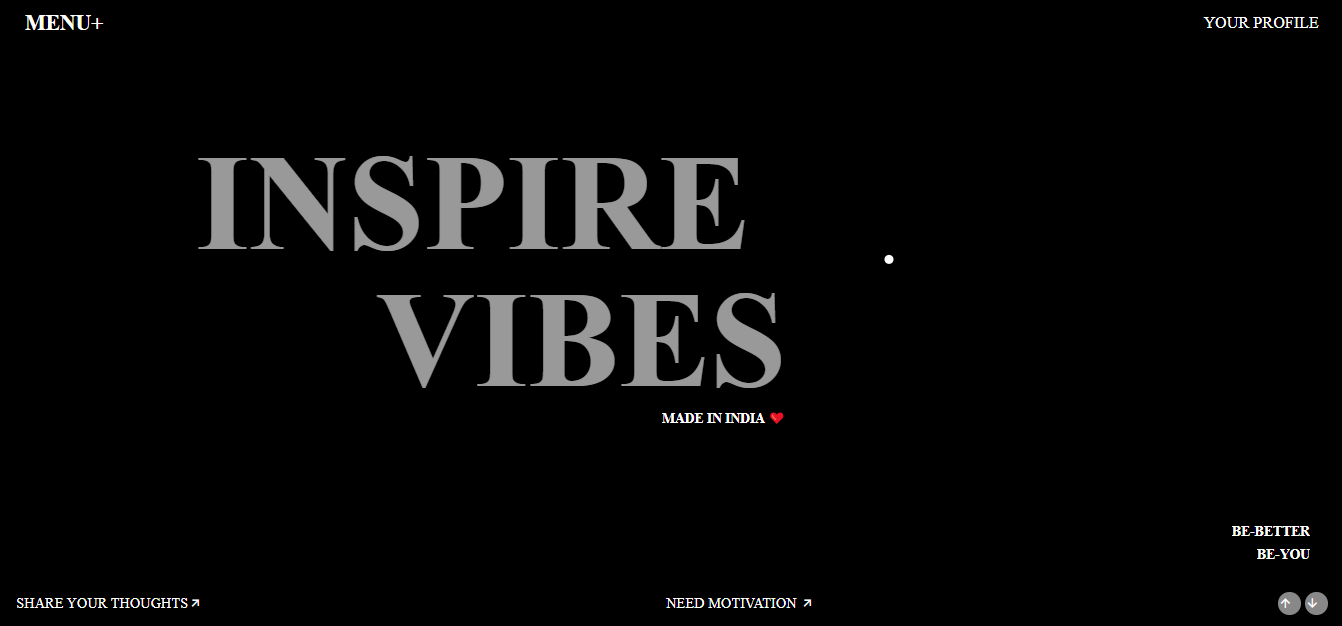 MENU+
YOUR PROFILE
INSPIRE
VIBES
MADE IN INDIA ❤
BE-BETTER
BE-YOU
SHARE YOUR THOUGHTS
NEED MOTIVATION